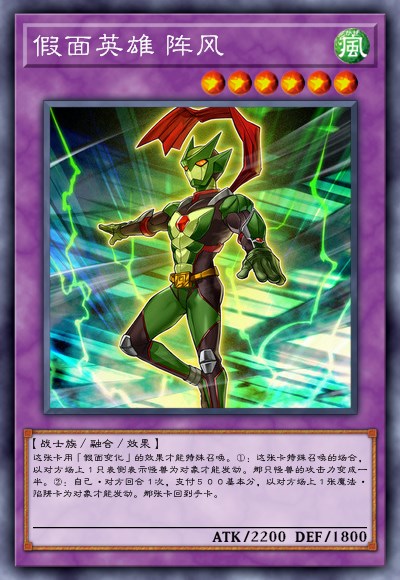 假面英雄 阵风
風
【战士族／融合／效果】
这张卡用「假面变化」的效果才能特殊召唤。①：这张卡特殊召唤的场合，
以对方场上1只表侧表示怪兽为对象才能发动。那只怪兽的攻击力变成一
半。②：自己·对方回合1次，支付500基本分，以对方场上1张魔法·
陷阱卡为对象才能发动。那张卡回到手卡。
ATK/2200 DEF/1800